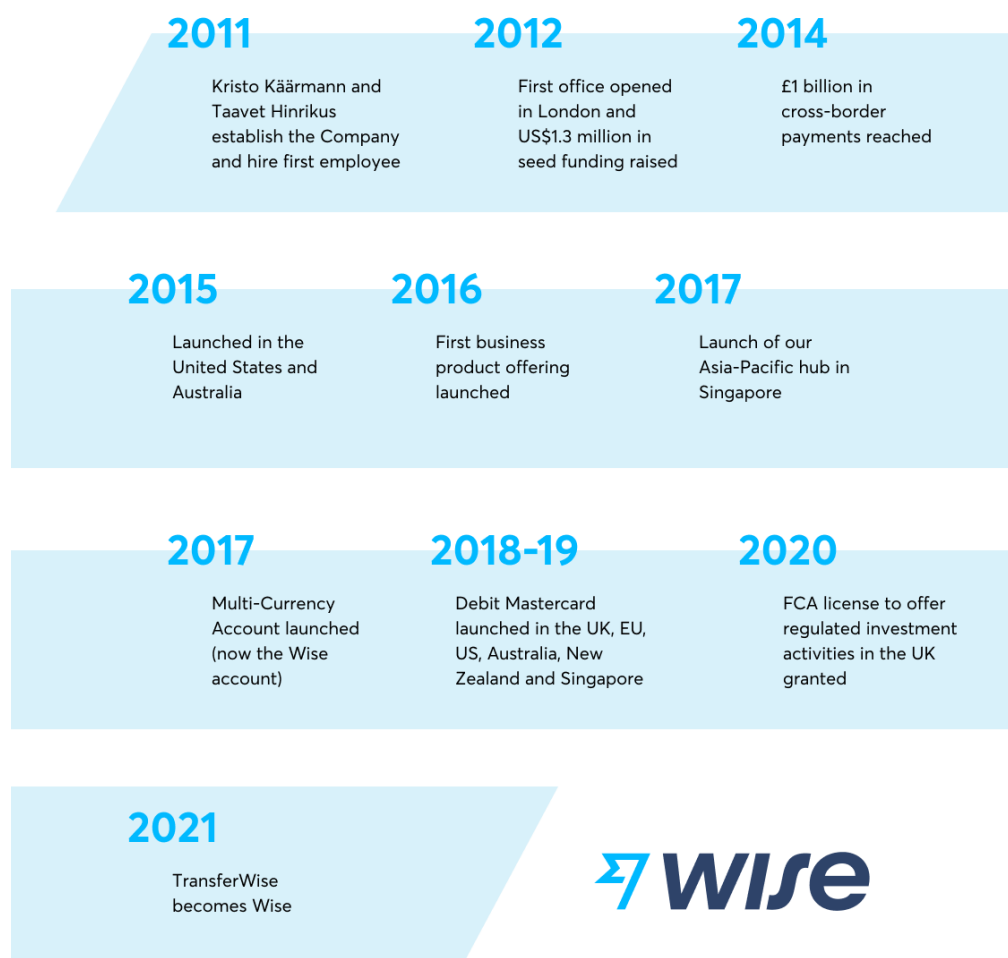 2011
Kristo Käärmann and
Taavet Hinrikus
establish the Company
and hire first employee
2012
First office opened
in London and
US$1.3 million in
seed funding raised
2014
£1 billion in
cross-border
payments reached
2015
Launched in the
United States and
Australia
2016
First business
product offering
launched
2017
Launch of our
Asia-Pacific hub in
Singapore
2017
Multi-Currency
Account launched
(now the Wise
account)
2018-19
Debit Mastercard
launched in the UK, EU,
US, Australia, New
Zealand and Singapore
2020
FCA license to offer
regulated investment
activities in the UK
granted
2021
TransferWise
becomes Wise
wise